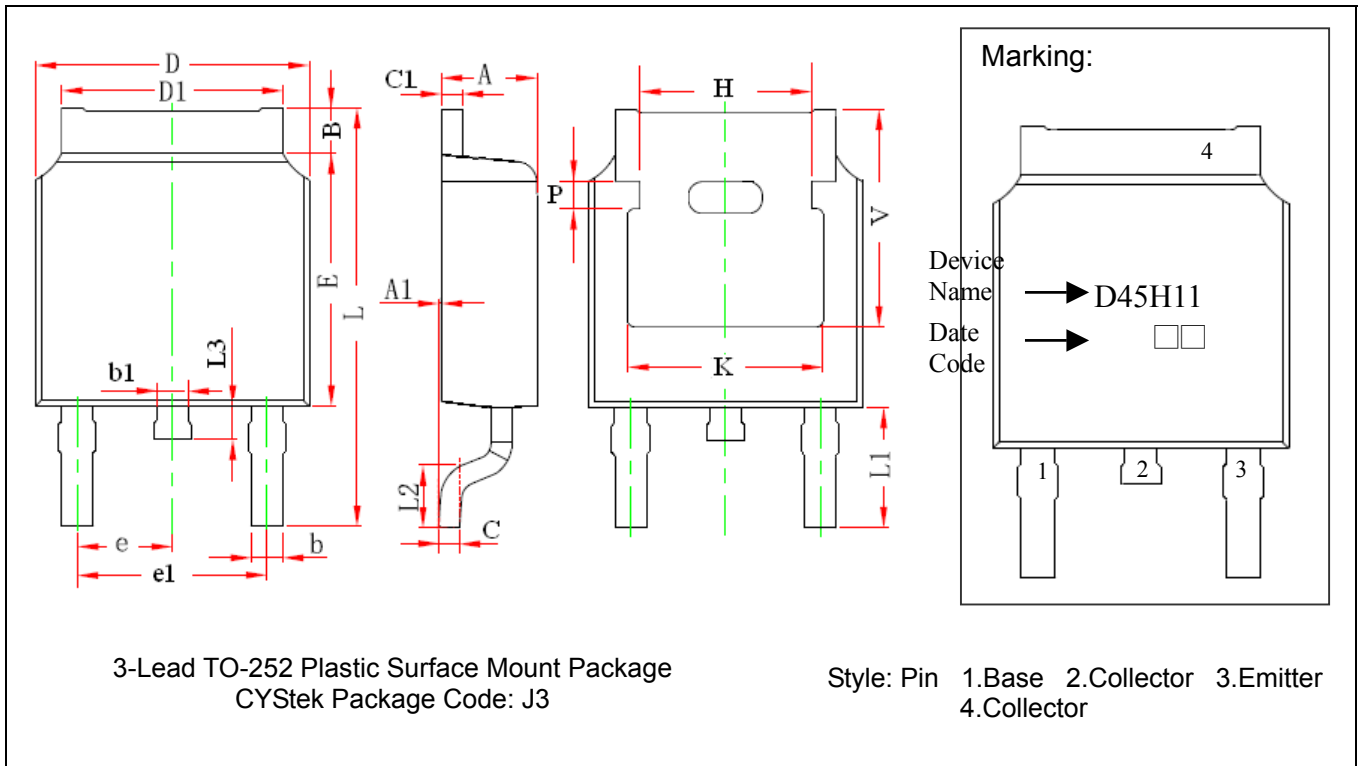 D
D1
B
E
L
L3
b1
e
b
e1
C1
A
A1
L2
C
H
P
V
K
L1
Marking:
4
Device
Name
D45H11
Date
Code
1
2
3
3-Lead TO-252 Plastic Surface Mount Package
CYStek Package Code: J3
Style: Pin 1.Base 2.Collector 3.Emitter
4.Collector